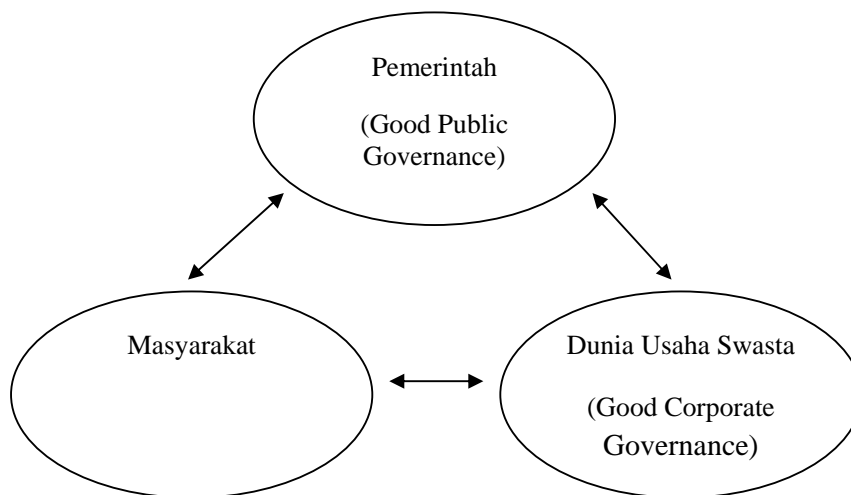 Pemerintah
(Good Public
Governance)
Masyarakat
Dunia Usaha Swasta
(Good Corporate
Governance)